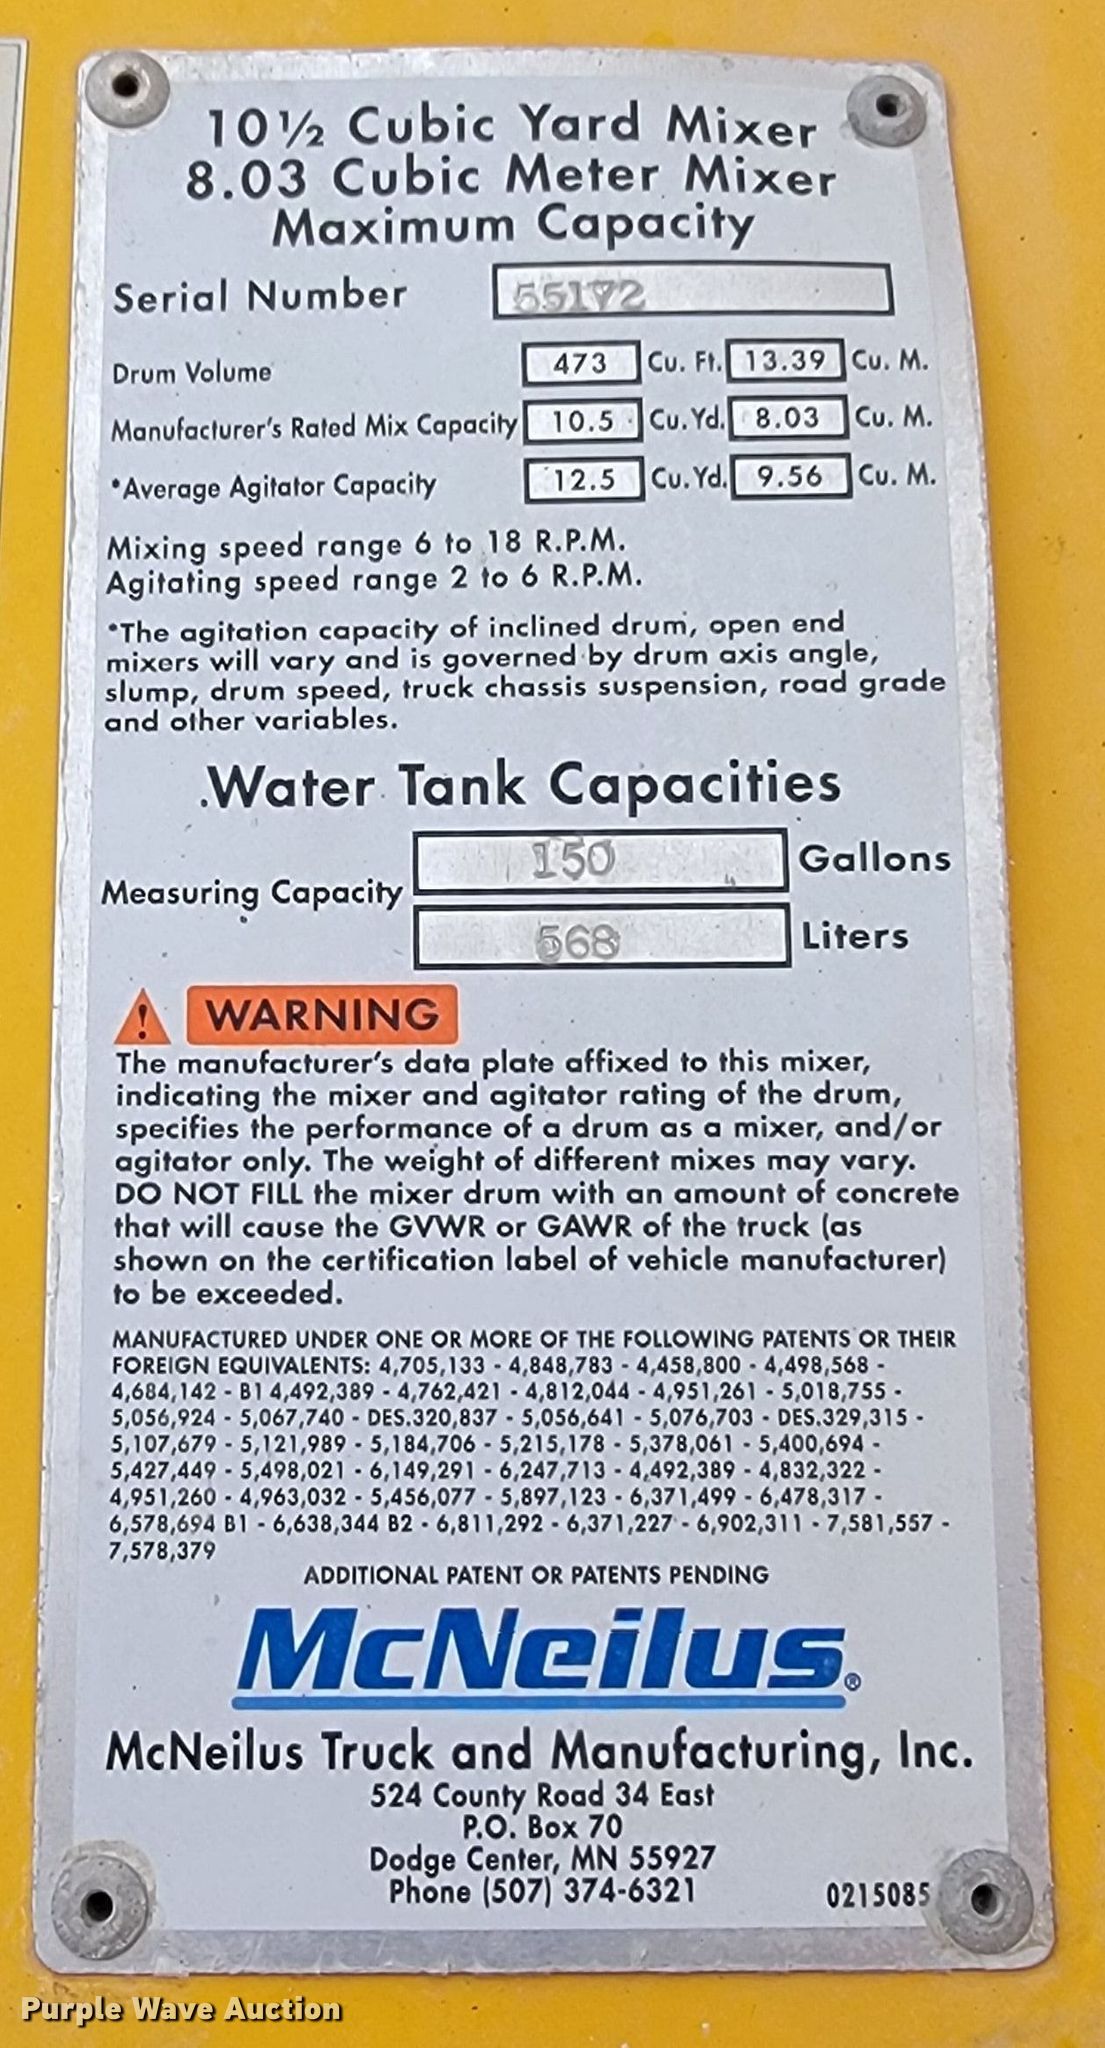 10½ Cubic Yard Mixer
8.03 Cubic Meter Mixer
Maximum Capacity
Serial Number 55172
Drum Volume 473 Cu. Ft. 13.39 Cu. M.
Manufacturer's Rated Mix Capacity 10.5 Cu. Yd. 8.03 Cu. M.
*Average Agitator Capacity 12.5 Cu. Yd. 9.56 Cu. M.
Mixing speed range 6 to 18 R.P.M.
Agitating speed range 2 to 6 R.P.M.
*The agitation capacity of inclined drum, open end
mixers will vary and is governed by drum axis angle,
slump, drum speed, truck chassis suspension, road grade
and other variables.
Water Tank Capacities
Measuring Capacity 150 Gallons
568 Liters
! WARNING
The manufacturer's data plate affixed to this mixer,
indicating the mixer and agitator rating of the drum,
specifies the performance of a drum as a mixer, and/or
agitator only. The weight of different mixes may vary.
DO NOT FILL the mixer drum with an amount of concrete
that will cause the GVWR or GAWR of the truck (as
shown on the certification label of vehicle manufacturer)
to be exceeded.
MANUFACTURED UNDER ONE OR MORE OF THE FOLLOWING PATENTS OR THEIR
FOREIGN EQUIVALENTS: 4,705,133 - 4,848,783 - 4,458,800 - 4,498,568 -
4,684,142 - B1 4,492,389 - 4,762,421 - 4,812,044 - 4,951,261 - 5,018,755 -
5,056,924 - 5,067,740 - DES.320,837 - 5,056,641 - 5,076,703 - DES.329,315 -
5,107,679 - 5,121,989 - 5,184,706 - 5,215,178 - 5,378,061 - 5,400,694 -
5,427,449 - 5,498,021 - 6,149,291 - 6,247,713 - 4,492,389 - 4,832,322 -
4,951,260 - 4,963,032 - 5,456,077 - 5,897,123 - 6,371,499 - 6,478,317 -
6,578,694 B1 - 6,638,344 B2 - 6,811,292 - 6,371,227 - 6,902,311 - 7,581,557 -
7,578,379
ADDITIONAL PATENT OR PATENTS PENDING
McNeilus®
McNeilus Truck and Manufacturing, Inc.
524 County Road 34 East
P.O. Box 70
Dodge Center, MN 55927
Phone (507) 374-6321
0215085
Purple Wave Auction